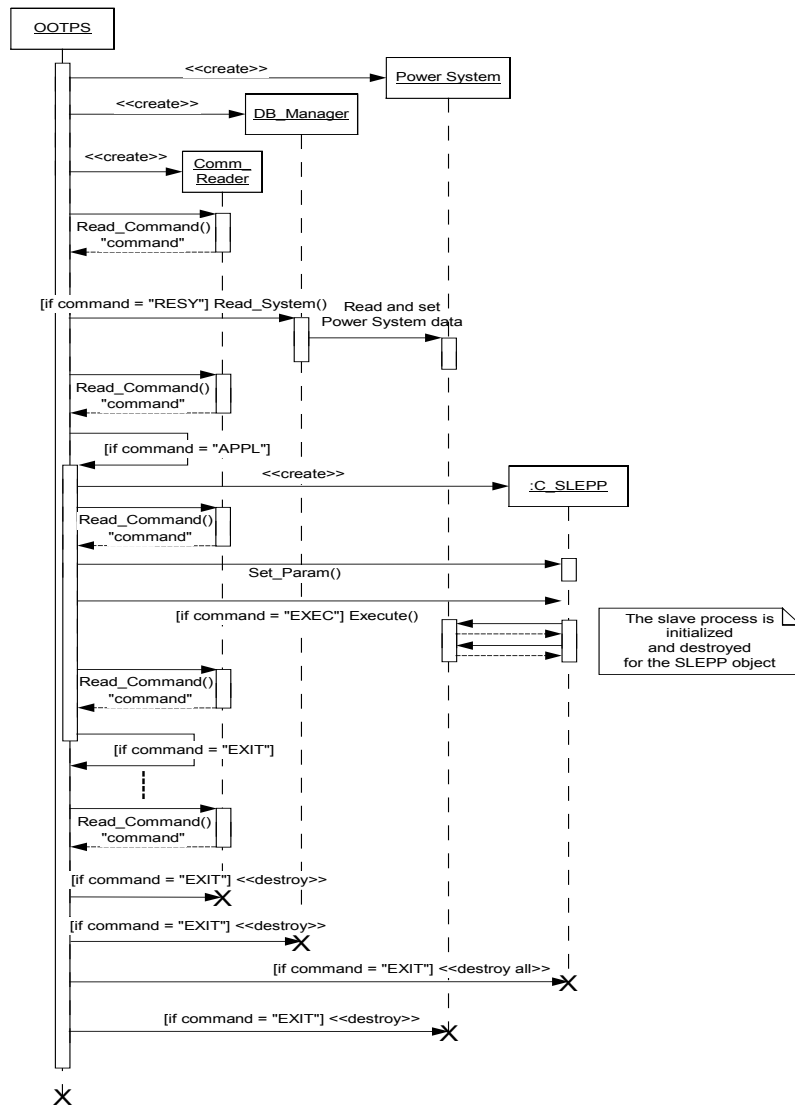 OOTPS
<<create>>
Power System
<<create>>
DB_Manager
<<create>>
Comm_
Reader
Read_Command()
"command"
[if command = "RESY"] Read_System()
Read and set
Power System data
Read_Command()
"command"
[if command = "APPL"]
<<create>>
:C_SLEPP
Read_Command()
"command"
Set_Param()
[if command = "EXEC"] Execute()
The slave process is
initialized
and destroyed
for the SLEPP object
Read_Command()
"command"
[if command = "EXIT"]
Read_Command()
"command"
[if command = "EXIT"] <<destroy>>
[if command = "EXIT"] <<destroy>>
[if command = "EXIT"] <<destroy all>>
[if command = "EXIT"] <<destroy>>